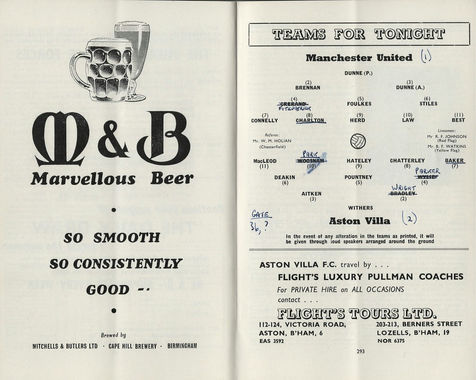 M & B
Marvellous Beer
SO SMOOTH
SO CONSISTENTLY
GOOD -·
Brewed by
MITCHELLS & BUTLERS LTD · CAPE HILL BREWERY · BIRMINGHAM
TEAMS FOR TONIGHT
Manchester United (1)
DUNNE (P.)
(2) (3)
BRENNAN DUNNE (A.)
(4) (5) (6)
CRERAND FOULKES STILES
FITZPATRICK
(7) (8) (9) (10) (11)
CONNELLY CHARLTON HERD LAW BEST
Referee: Linesmen:
Mr. W. M. HOLIAN Mr. R. F. JOHNSON
(Chesterfield) (Red Flag)
Mr. B. F. WATKINS
(Yellow Flag)
PARK
MacLEOD WOOSNAM HATELEY CHATTERLEY BAKER
(11) (9) (8) (7)
PARKER
DEAKIN WYLIE
(6) (5) (4)
WRIGHT
AITKEN BRADLEY
(3) (2)
WITHERS
GATE
36, ?
Aston Villa (2)
In the event of any alteration in the teams as printed, it will
be given through loud speakers arranged around the ground
ASTON VILLA F.C. travel by . . .
FLIGHT'S LUXURY PULLMAN COACHES
For PRIVATE HIRE on ALL OCCASIONS
contact . . .
FLIGHT'S TOURS LTD.
112-124, VICTORIA ROAD, 203-213, BERNERS STREET
ASTON, B'HAM, 6 LOZELLS, B'HAM, 19
EAS 3592 NOR 6375
293